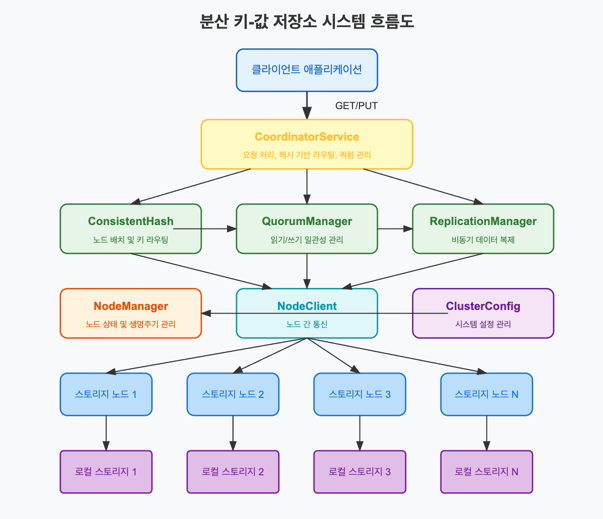 분산 키-값 저장소 시스템 흐름도
클라이언트 애플리케이션
GET/PUT
CoordinatorService
요청 처리, 해시 기반 라우팅, 쿼럼 관리
ConsistentHash
노드 배치 및 키 라우팅
QuorumManager
읽기/쓰기 일관성 관리
ReplicationManager
비동기 데이터 복제
NodeManager
노드 상태 및 생명주기 관리
NodeClient
노드 간 통신
ClusterConfig
시스템 설정 관리
스토리지 노드 1
스토리지 노드 2
스토리지 노드 3
스토리지 노드 N
로컬 스토리지 1
로컬 스토리지 2
로컬 스토리지 3
로컬 스토리지 N